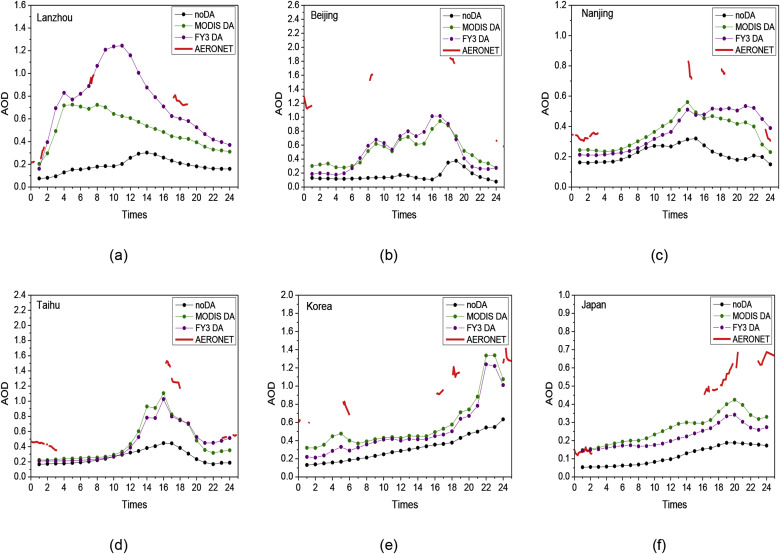 1.6
1.4
1.2
1.0
0.8
0.6
0.4
0.2
0.0
AOD
Lanzhou
noDA
MODIS DA
FY3 DA
AERONET
0 2 4 6 8 10 12 14 16 18 20 22 24
Times
(a)
2.6
2.4
2.2
2.0
1.8
1.6
1.4
1.2
1.0
0.8
0.6
0.4
0.2
0.0
AOD
Beijing
noDA
MODIS DA
FY3 DA
AERONET
0 2 4 6 8 10 12 14 16 18 20 22 24
Times
(b)
1.2
1.0
0.8
0.6
0.4
0.2
0.0
AOD
Nanjing
noDA
MODIS DA
FY3 DA
AERONET
0 2 4 6 8 10 12 14 16 18 20 22 24
Times
(c)
2.4
2.2
2.0
1.8
1.6
1.4
1.2
1.0
0.8
0.6
0.4
0.2
0.0
AOD
Taihu
noDA
MODIS DA
FY3 DA
AERONET
0 2 4 6 8 10 12 14 16 18 20 22 24
Times
(d)
2.0
1.8
1.6
1.4
1.2
1.0
0.8
0.6
0.4
0.2
0.0
AOD
Korea
noDA
MODIS DA
FY3 DA
AERONET
0 2 4 6 8 10 12 14 16 18 20 22 24
Times
(e)
1.0
0.9
0.8
0.7
0.6
0.5
0.4
0.3
0.2
0.1
0.0
AOD
Japan
noDA
MODIS DA
FY3 DA
AERONET
0 2 4 6 8 10 12 14 16 18 20 22 24
Times
(f)